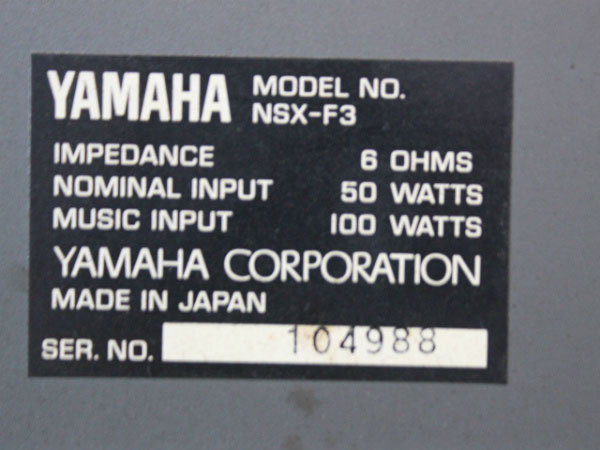 YAMAHA MODEL NO.
NSX-F3
IMPEDANCE 6 OHMS
NOMINAL INPUT 50 WATTS
MUSIC INPUT 100 WATTS
YAMAHA CORPORATION
MADE IN JAPAN
SER. NO. 104988